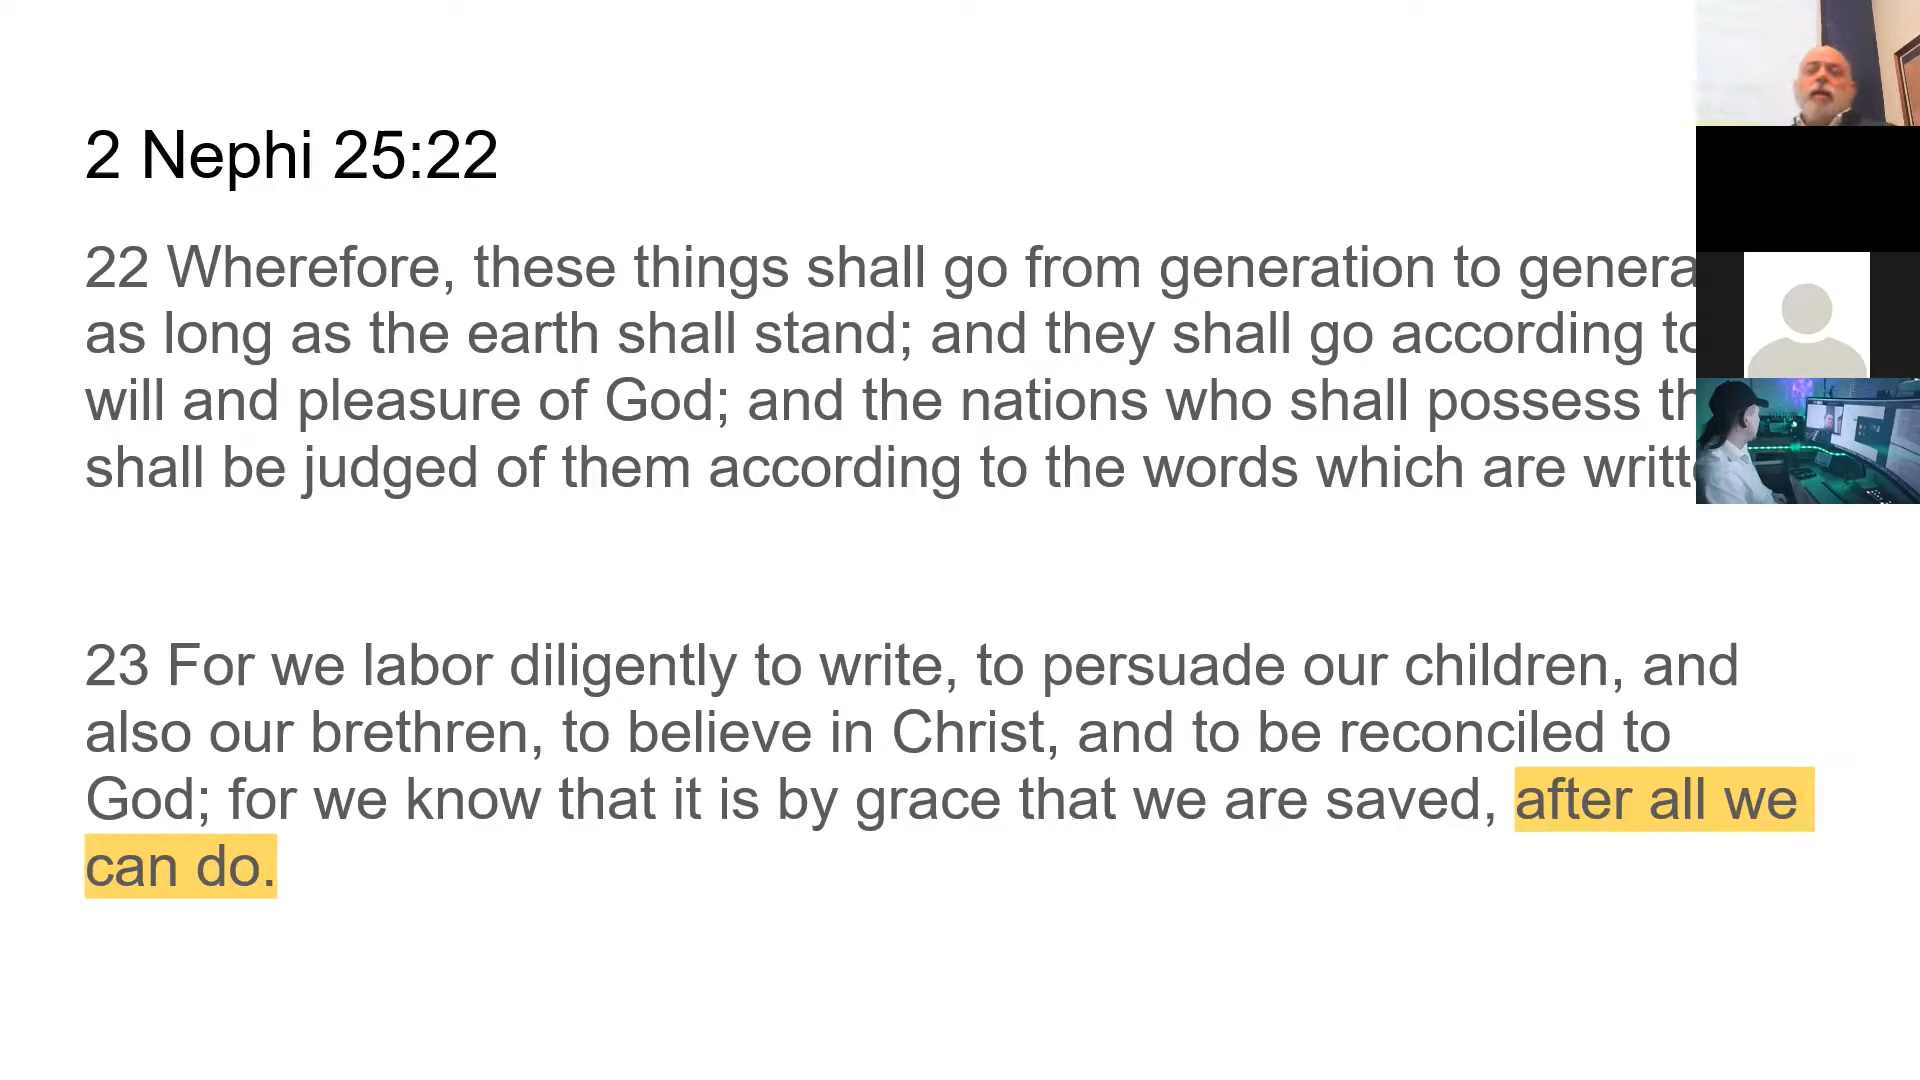 2 Nephi 25:22
22 Wherefore, these things shall go from generation to genera
as long as the earth shall stand; and they shall go according to
will and pleasure of God; and the nations who shall possess th
shall be judged of them according to the words which are writt
23 For we labor diligently to write, to persuade our children, and
also our brethren, to believe in Christ, and to be reconciled to
God; for we know that it is by grace that we are saved, after all we
can do.